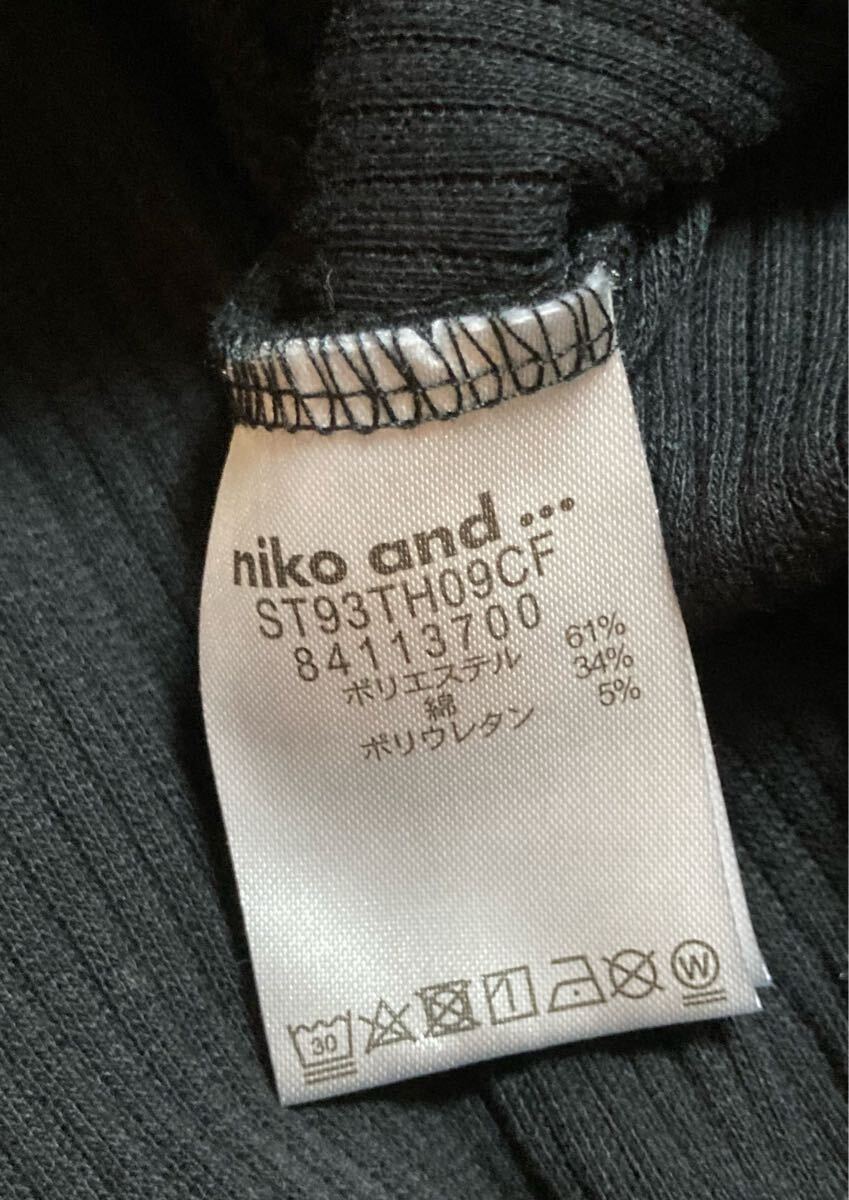 niko and ...
ST93TH09CF
84113700
ポリエステル 61%
綿 34%
ポリウレタン 5%
30
W